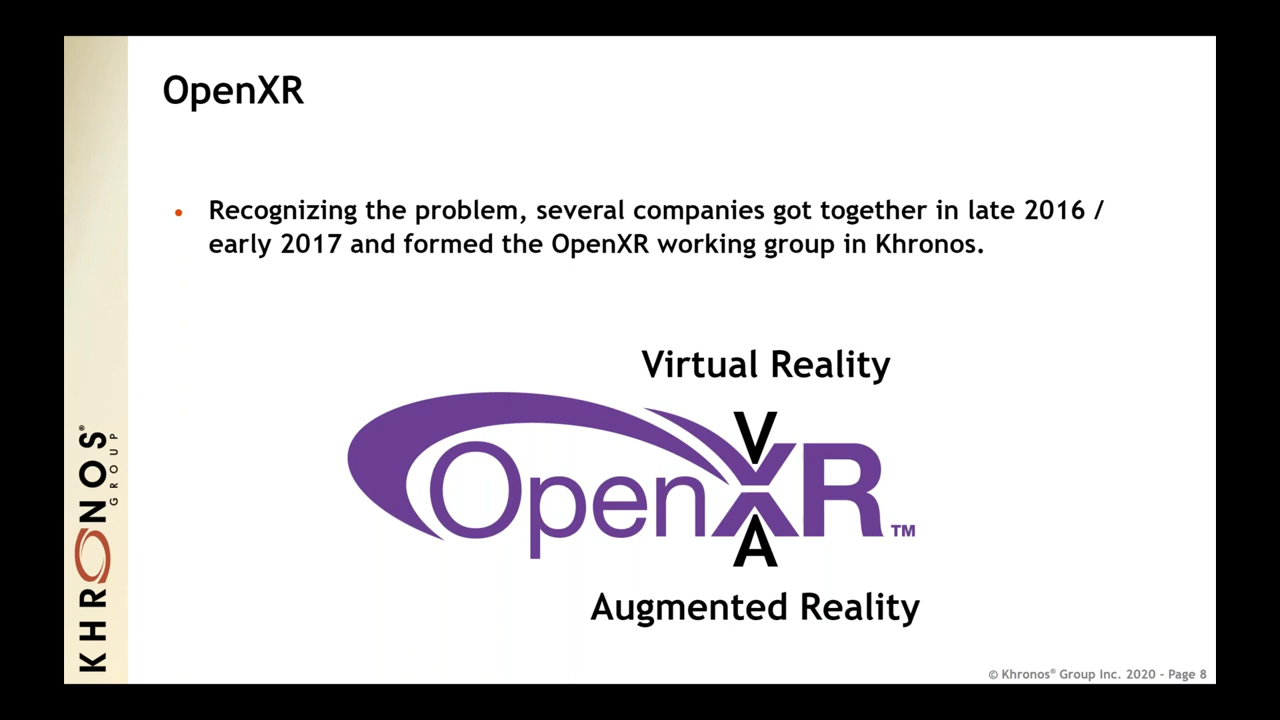 OpenXR
• Recognizing the problem, several companies got together in late 2016 /
early 2017 and formed the OpenXR working group in Khronos.
Virtual Reality
V
OpenXR™
A
Augmented Reality
KHRONOS®
GROUP
© Khronos® Group Inc. 2020 - Page 8